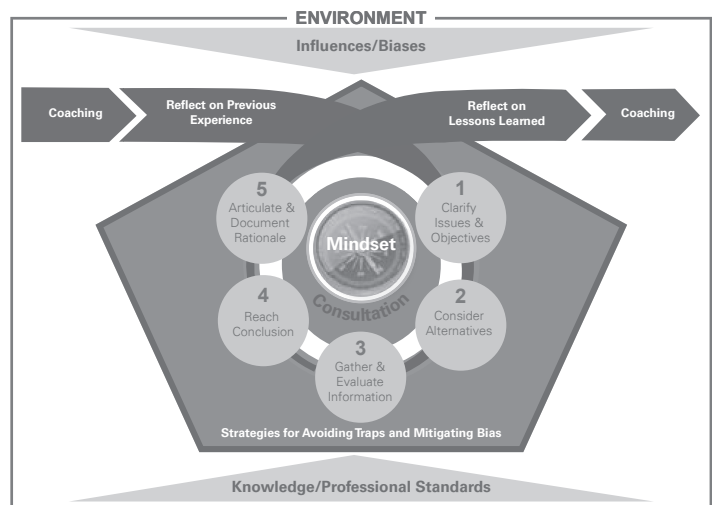 ENVIRONMENT
Influences/Biases
Coaching
Reflect on Previous
Experience
Reflect on
Lessons Learned
Coaching
5
Articulate &
Document
Rationale
1
Clarify
Issues &
Objectives
Mindset
Consultation
4
Reach
Conclusion
2
Consider
Alternatives
3
Gather &
Evaluate
Information
Strategies for Avoiding Traps and Mitigating Bias
Knowledge/Professional Standards